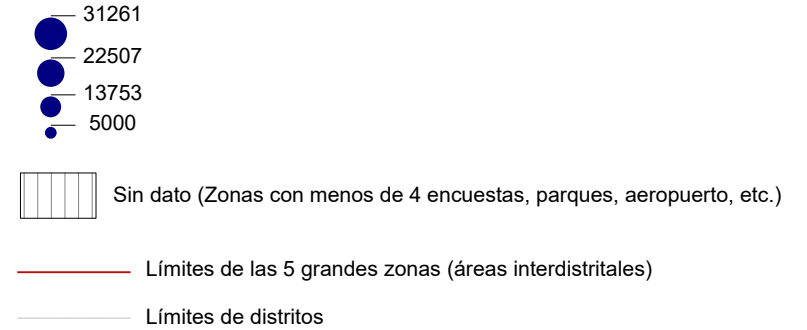 31261
22507
13753
5000
Sin dato (Zonas con menos de 4 encuestas, parques, aeropuerto, etc.)
Límites de las 5 grandes zonas (áreas interdistritales)
Límites de distritos